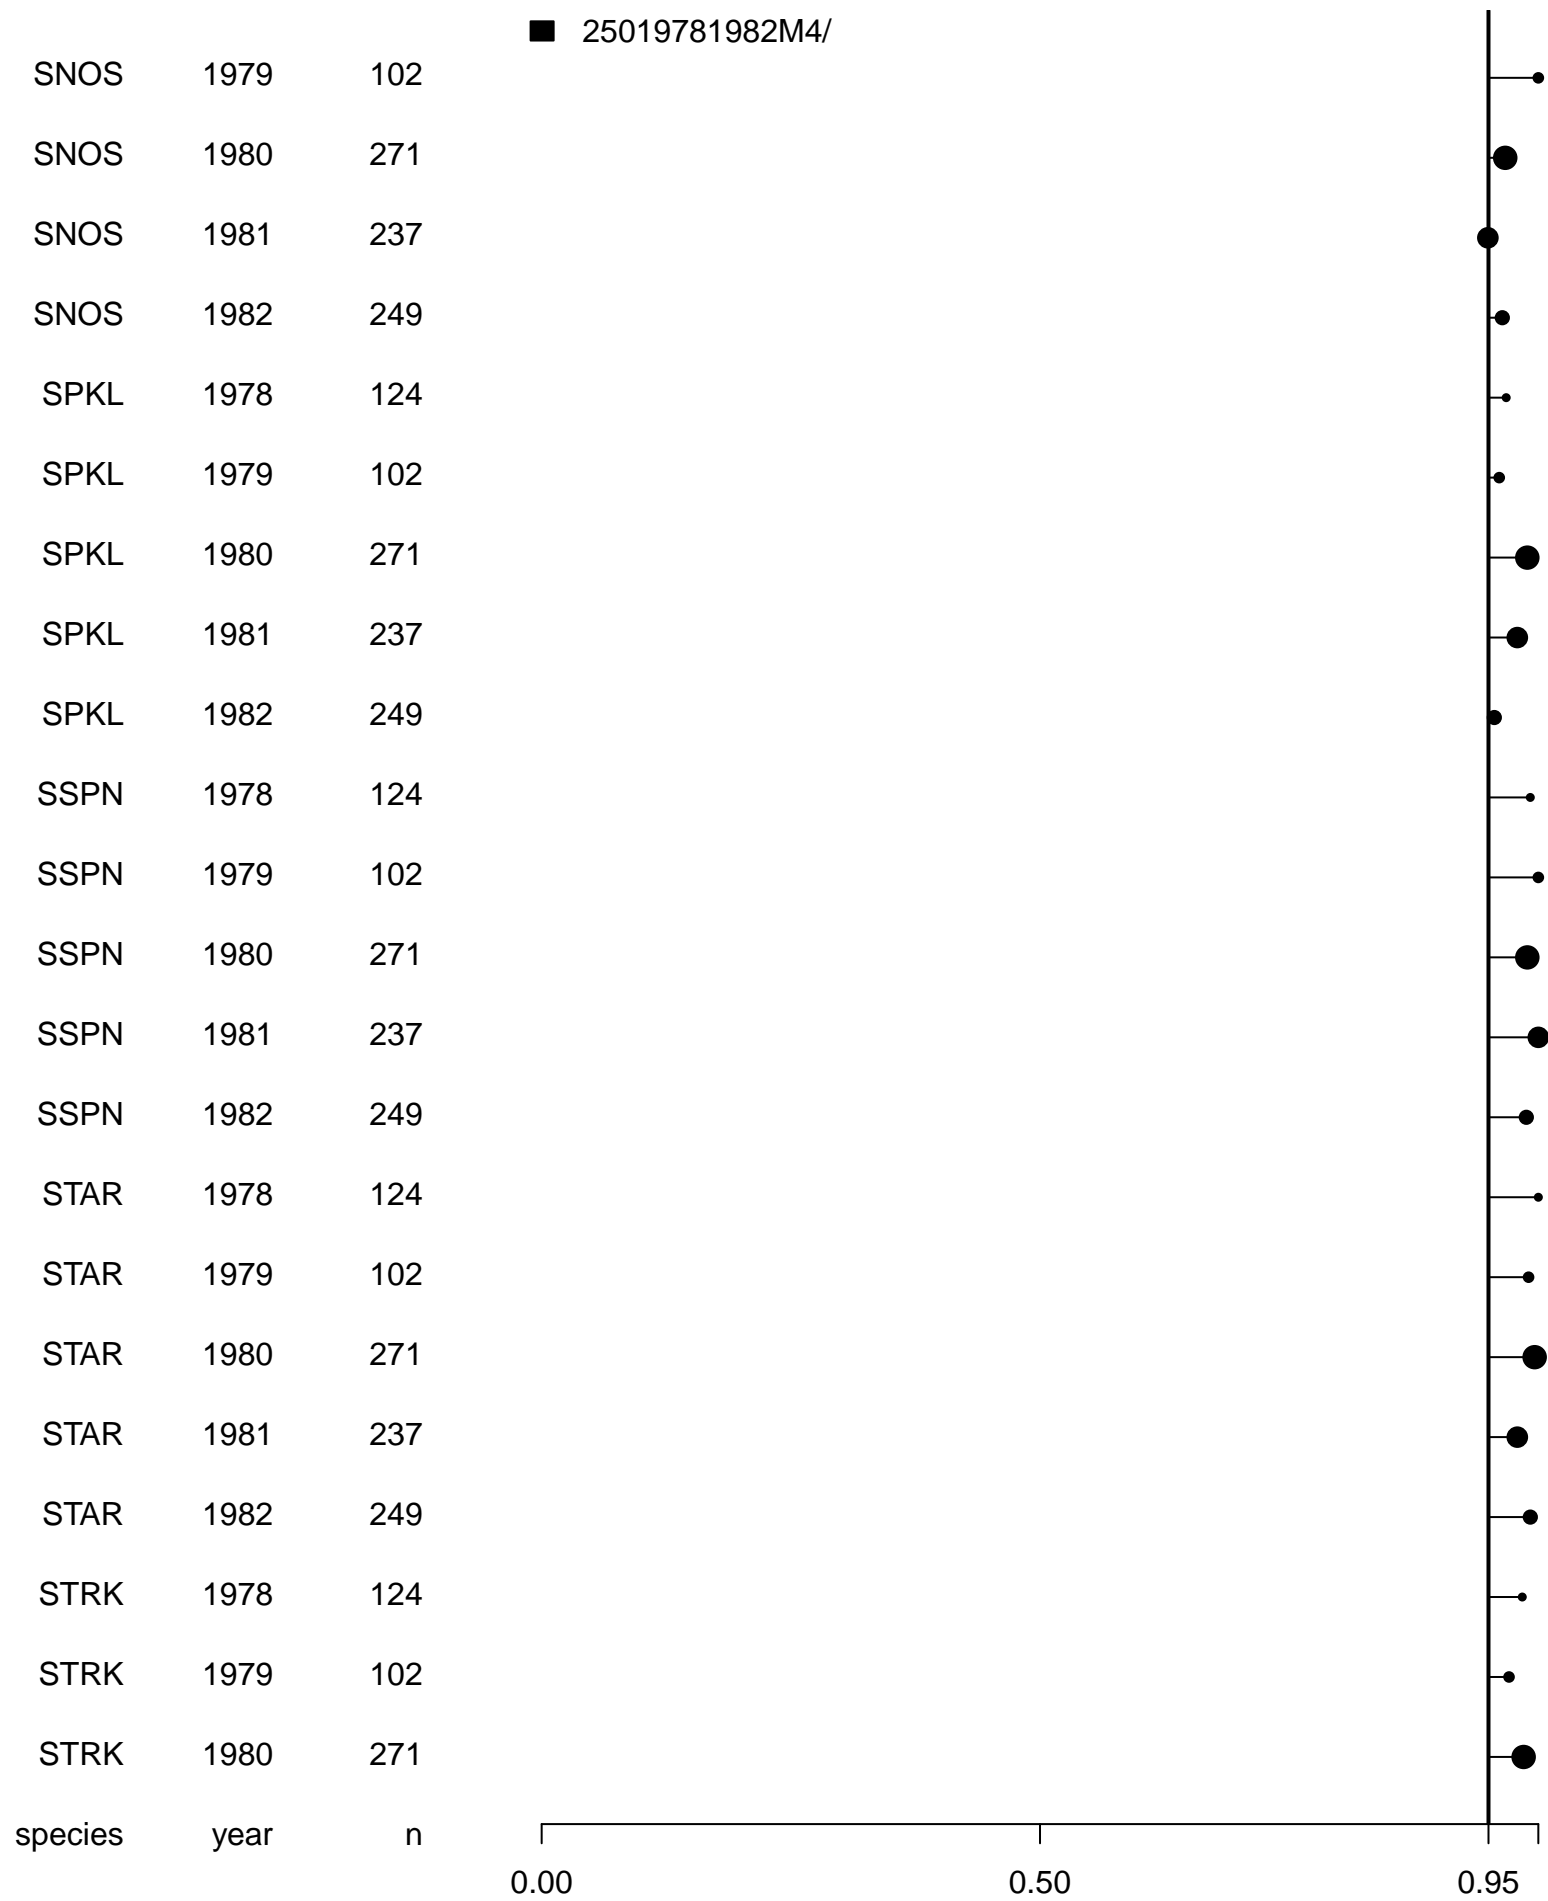 25019781982M4/
SNOS 1979 102
SNOS 1980 271
SNOS 1981 237
SNOS 1982 249
SPKL 1978 124
SPKL 1979 102
SPKL 1980 271
SPKL 1981 237
SPKL 1982 249
SSPN 1978 124
SSPN 1979 102
SSPN 1980 271
SSPN 1981 237
SSPN 1982 249
STAR 1978 124
STAR 1979 102
STAR 1980 271
STAR 1981 237
STAR 1982 249
STRK 1978 124
STRK 1979 102
STRK 1980 271
species year n
0.00 0.50 0.95